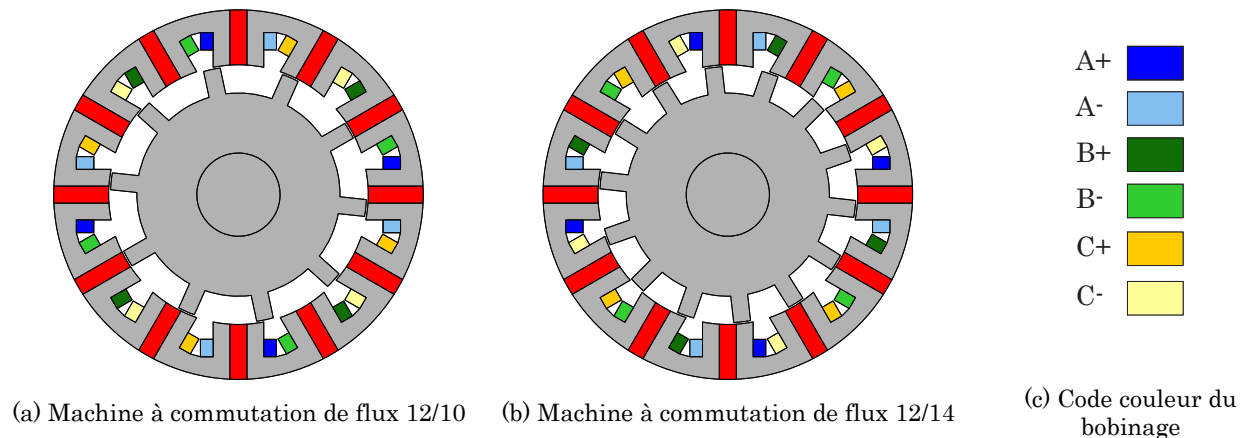 A+
A-
B+
B-
C+
C-
(a) Machine à commutation de flux 12/10
(b) Machine à commutation de flux 12/14
(c) Code couleur du
bobinage